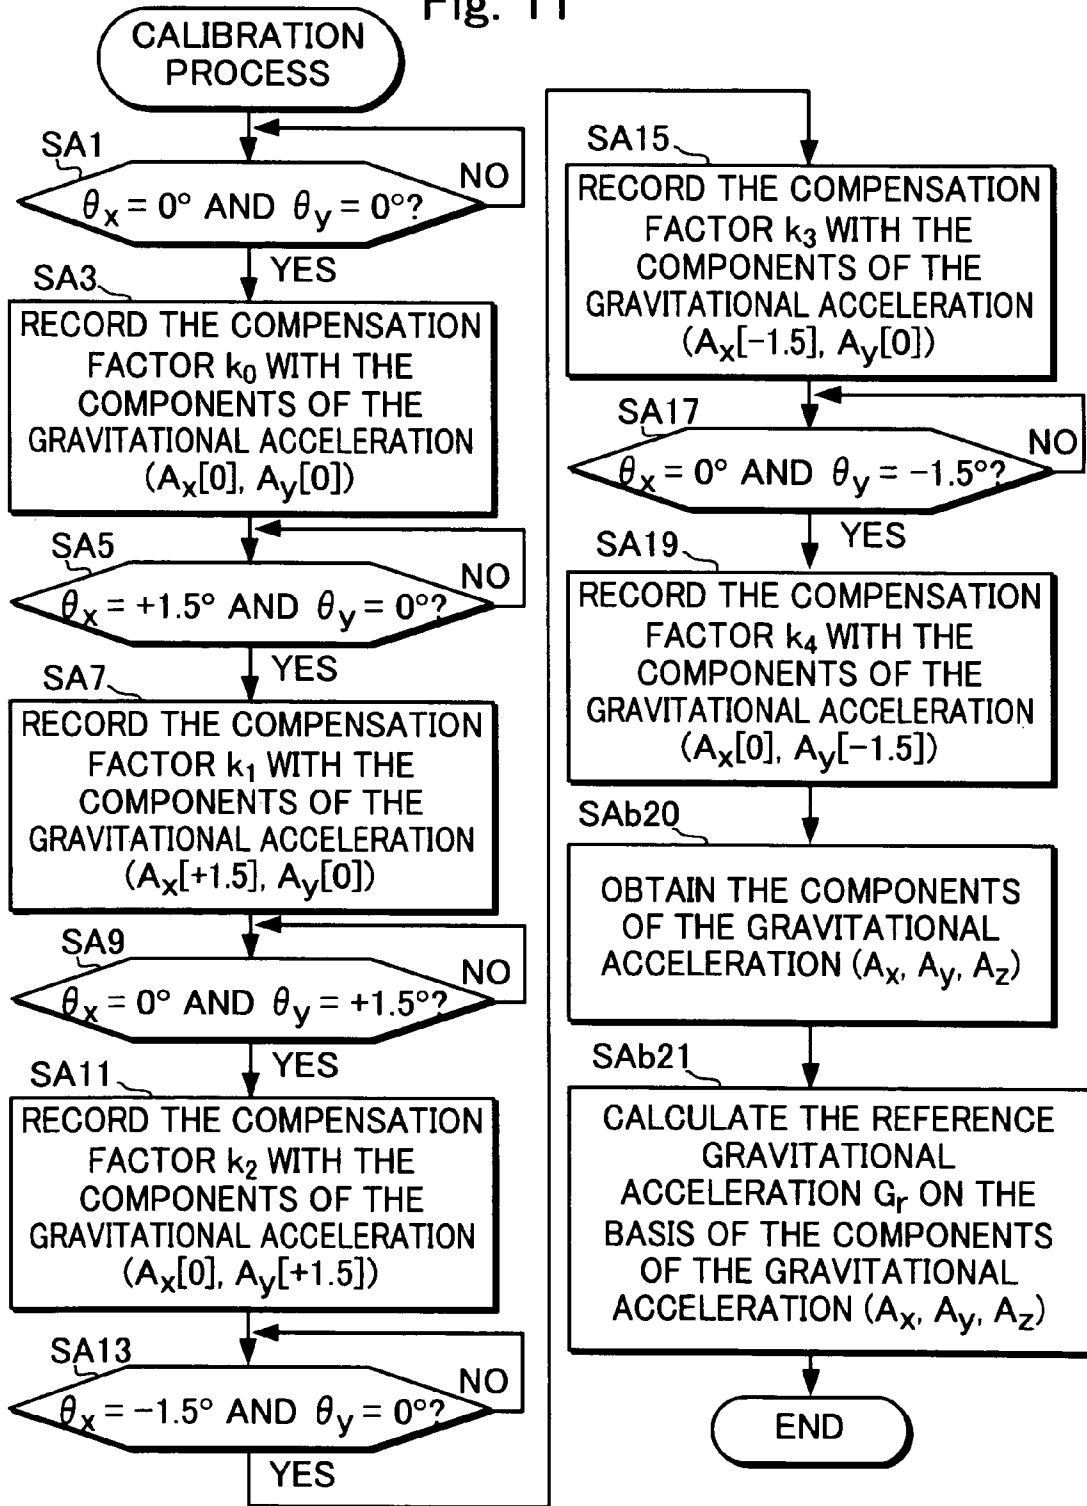 Fig. 11
CALIBRATION
PROCESS
SA1
θx = 0° AND θy = 0°?
NO
YES
SA3
RECORD THE COMPENSATION
FACTOR k0 WITH THE
COMPONENTS OF THE
GRAVITATIONAL ACCELERATION
(Ax[0], Ay[0])
SA5
θx = +1.5° AND θy = 0°?
NO
YES
SA7
RECORD THE COMPENSATION
FACTOR k1 WITH THE
COMPONENTS OF THE
GRAVITATIONAL ACCELERATION
(Ax[+1.5], Ay[0])
SA9
θx = 0° AND θy = +1.5°?
NO
YES
SA11
RECORD THE COMPENSATION
FACTOR k2 WITH THE
COMPONENTS OF THE
GRAVITATIONAL ACCELERATION
(Ax[0], Ay[+1.5])
SA13
θx = −1.5° AND θy = 0°?
NO
YES
SA15
RECORD THE COMPENSATION
FACTOR k3 WITH THE
COMPONENTS OF THE
GRAVITATIONAL ACCELERATION
(Ax[−1.5], Ay[0])
SA17
θx = 0° AND θy = −1.5°?
NO
YES
SA19
RECORD THE COMPENSATION
FACTOR k4 WITH THE
COMPONENTS OF THE
GRAVITATIONAL ACCELERATION
(Ax[0], Ay[−1.5])
SAb20
OBTAIN THE COMPONENTS
OF THE GRAVITATIONAL
ACCELERATION (Ax, Ay, Az)
SAb21
CALCULATE THE REFERENCE
GRAVITATIONAL
ACCELERATION Gr ON THE
BASIS OF THE COMPONENTS
OF THE GRAVITATIONAL
ACCELERATION (Ax, Ay, Az)
END